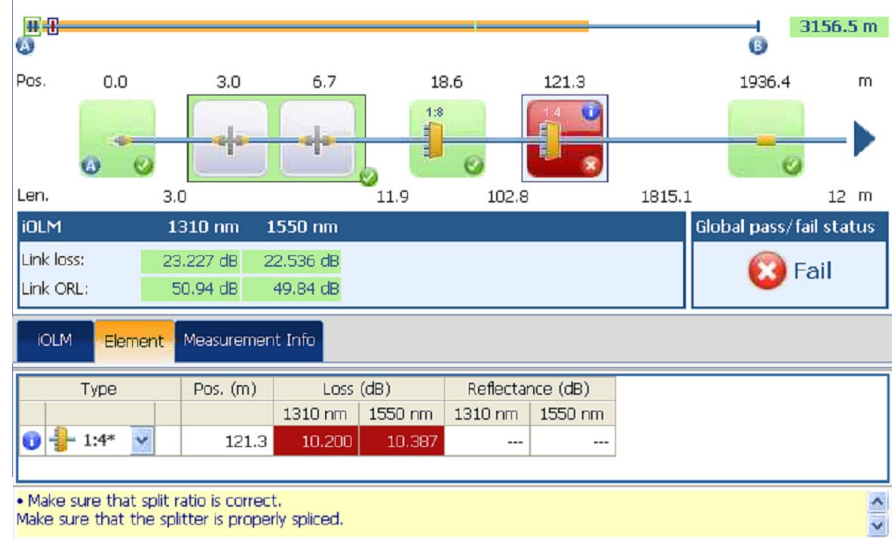 3156.5 m
A B
Pos. 0.0 3.0 6.7 18.6 121.3 1936.4 m
1:8 1:4 i
A
Len. 3.0 11.9 102.8 1815.1 12 m
iOLM 1310 nm 1550 nm Global pass/fail status
Link loss: 23.227 dB 22.536 dB Fail
Link ORL: 50.94 dB 49.84 dB
iOLM Element Measurement Info
Type Pos. (m) Loss (dB) Reflectance (dB)
1310 nm 1550 nm 1310 nm 1550 nm
i 1:4* 121.3 10.200 10.387 --- ---
• Make sure that split ratio is correct.
Make sure that the splitter is properly spliced.